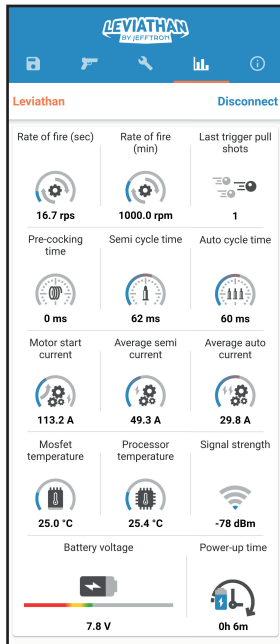 LEVIATHAN
BY JEFFTRON
Leviathan Disconnect
Rate of fire (sec) Rate of fire (min) Last trigger pull shots
16.7 rps 1000.0 rpm 1
Pre-cocking time Semi cycle time Auto cycle time
0 ms 62 ms 60 ms
Motor start current Average semi current Average auto current
113.2 A 49.3 A 29.8 A
Mosfet temperature Processor temperature Signal strength
25.0 °C 25.4 °C -78 dBm
Battery voltage Power-up time
7.8 V 0h 6m